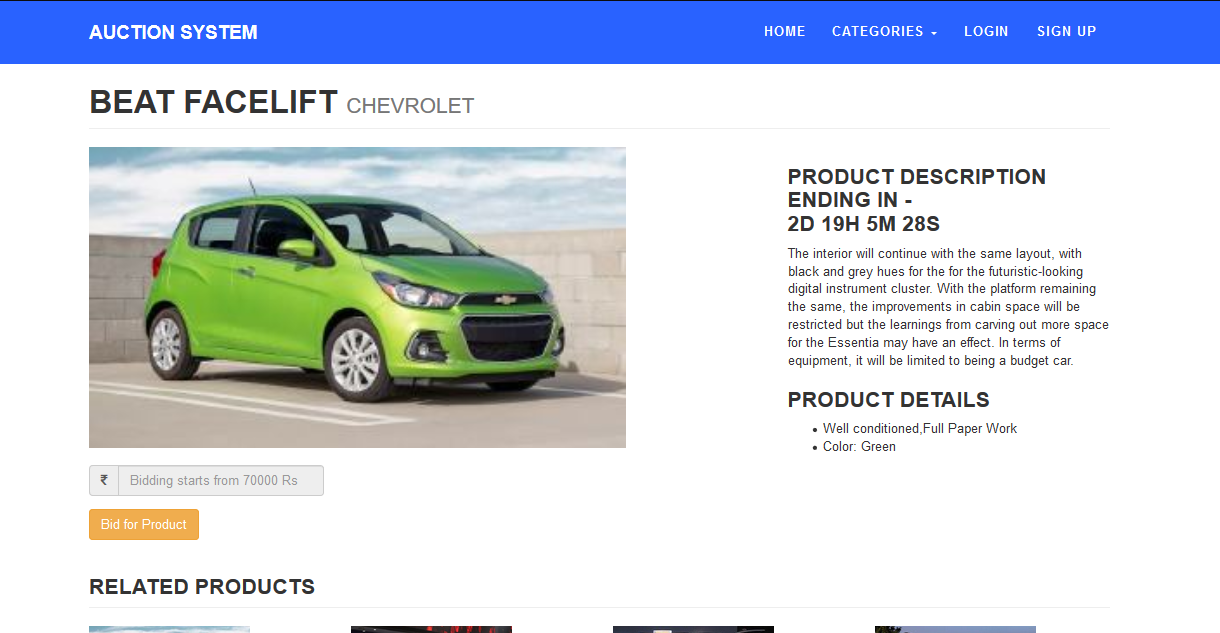 AUCTION SYSTEM
HOME CATEGORIES LOGIN SIGN UP
BEAT FACELIFT CHEVROLET
PRODUCT DESCRIPTION
ENDING IN -
2D 19H 5M 28S
The interior will continue with the same layout, with
black and grey hues for the for the futuristic-looking
digital instrument cluster. With the platform remaining
the same, the improvements in cabin space will be
restricted but the learnings from carving out more space
for the Essentia may have an effect. In terms of
equipment, it will be limited to being a budget car.
PRODUCT DETAILS
• Well conditioned,Full Paper Work
• Color: Green
₹ Bidding starts from 70000 Rs
Bid for Product
RELATED PRODUCTS